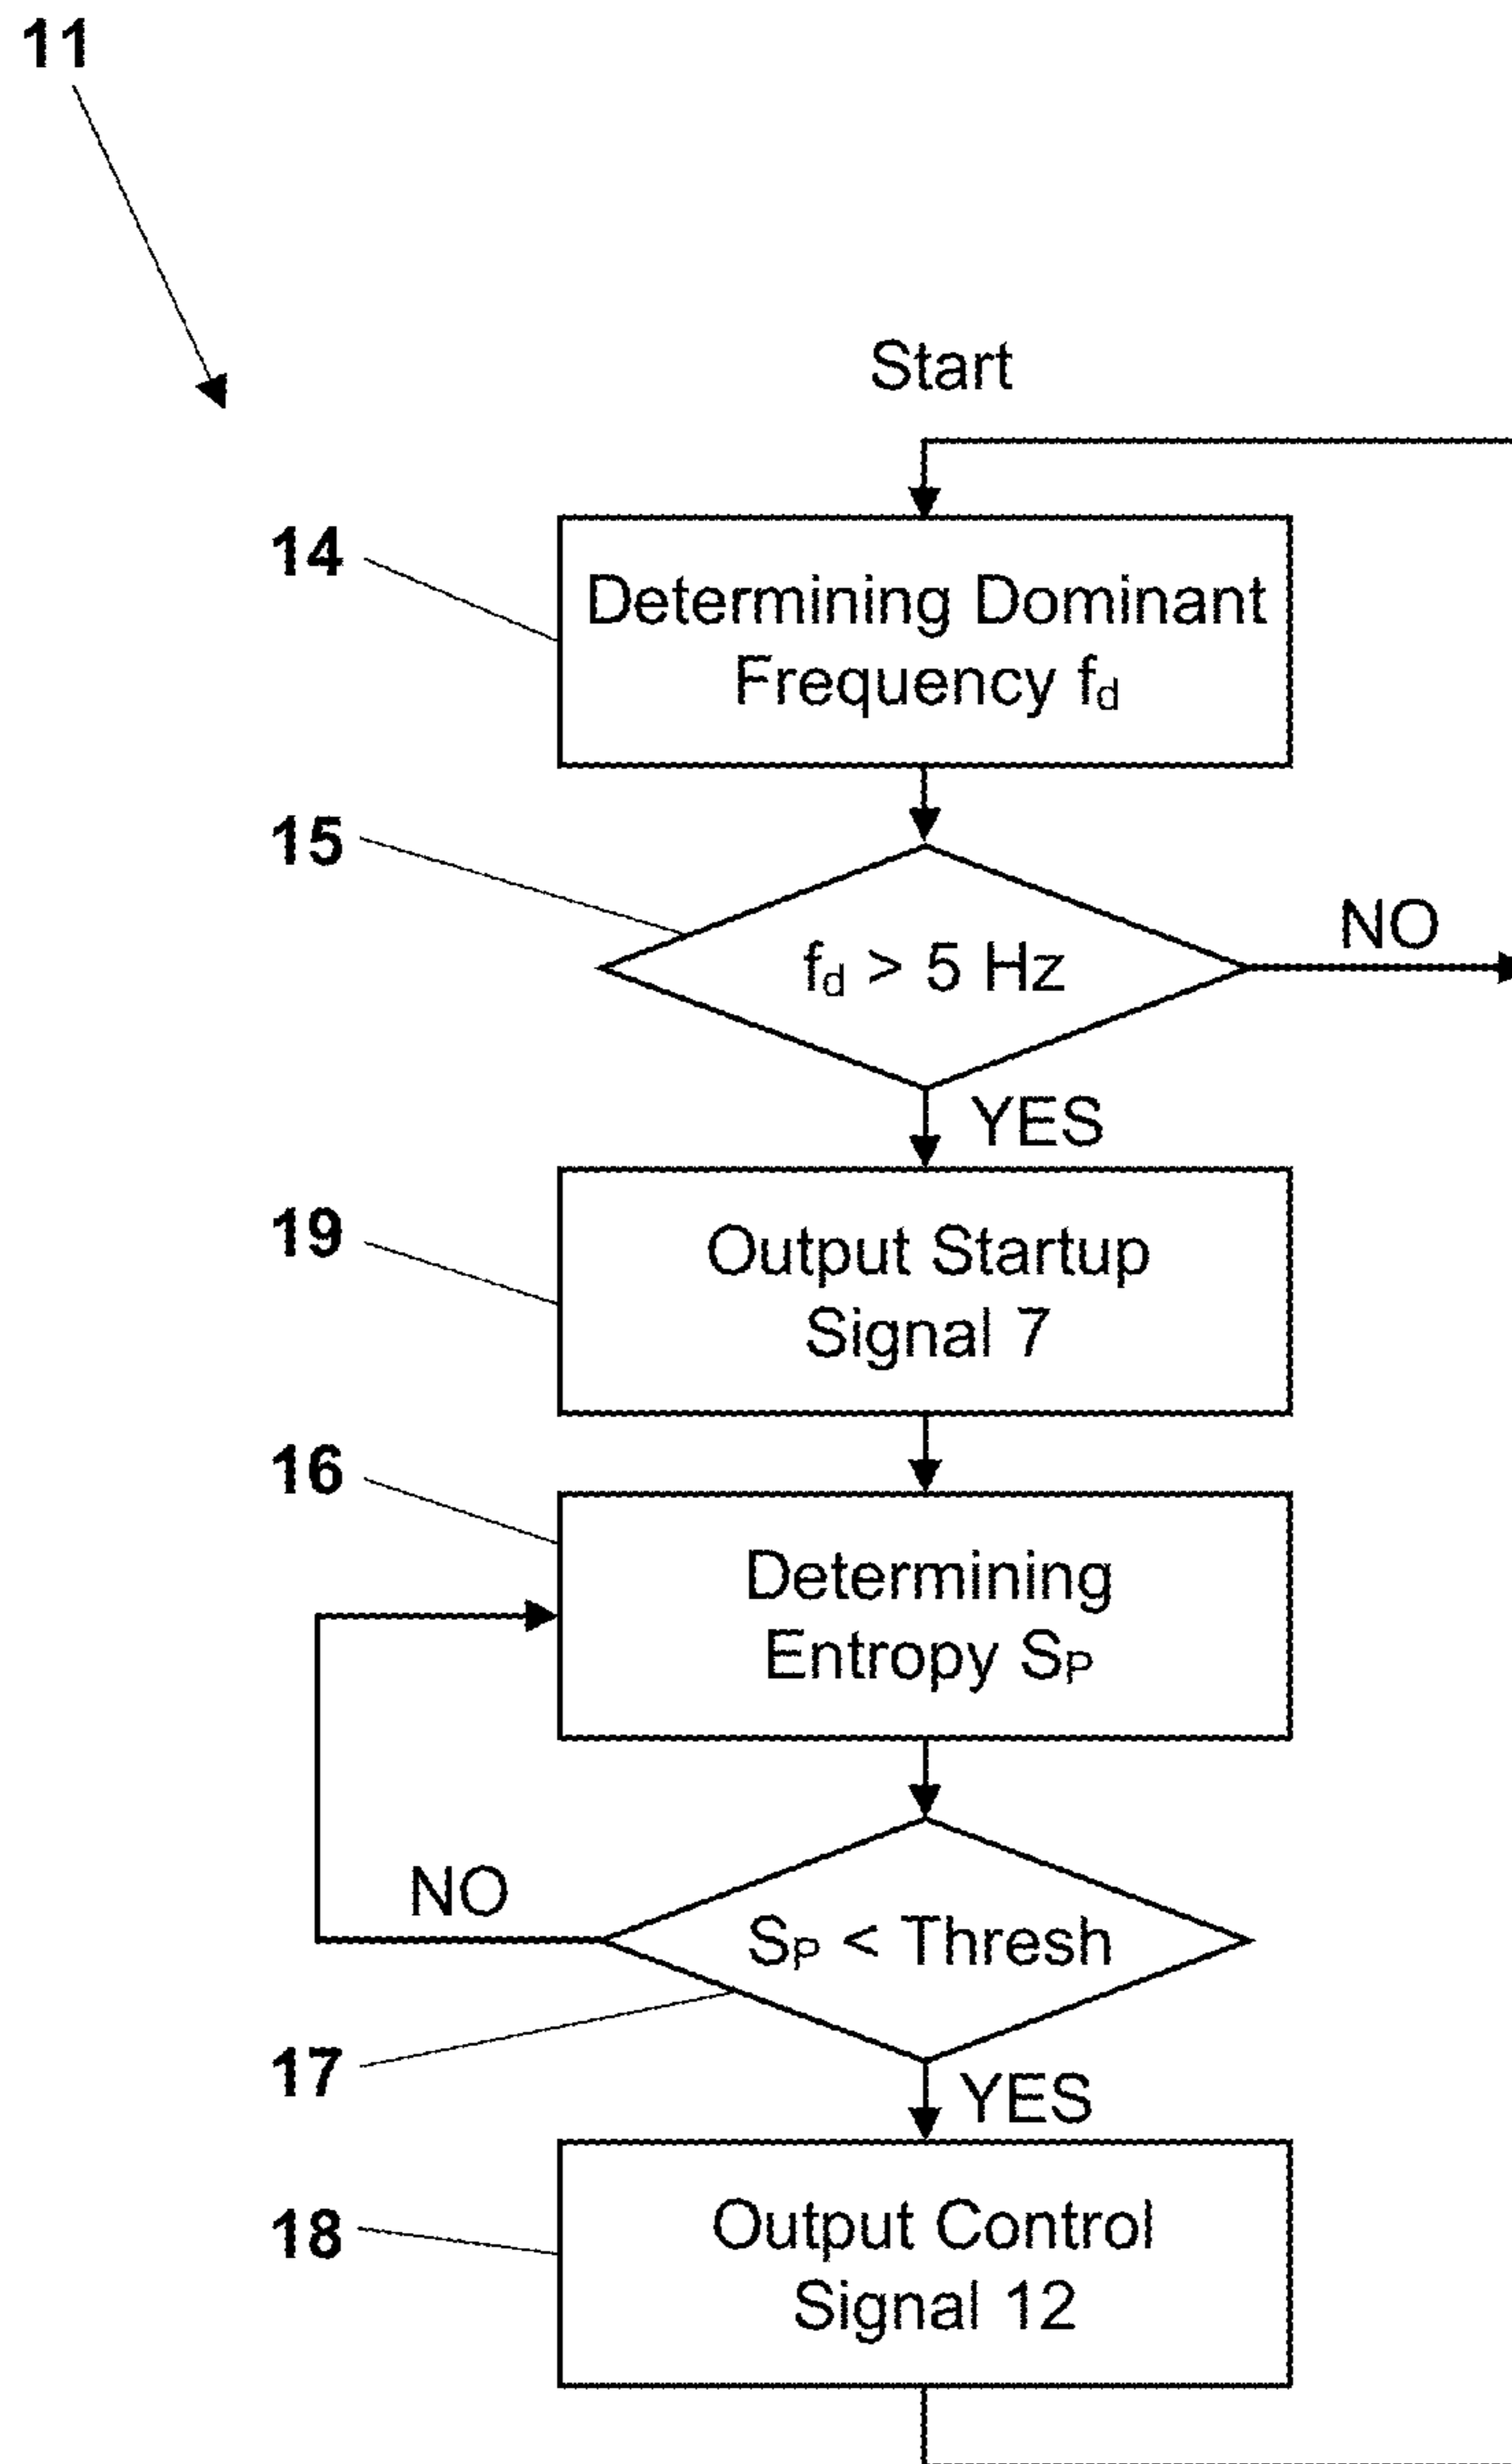 11
Start
14
Determining Dominant
Frequency fd
15
fd > 5 Hz
NO
YES
19
Output Startup
Signal 7
16
Determining
Entropy SP
NO
SP < Thresh
17
YES
18
Output Control
Signal 12